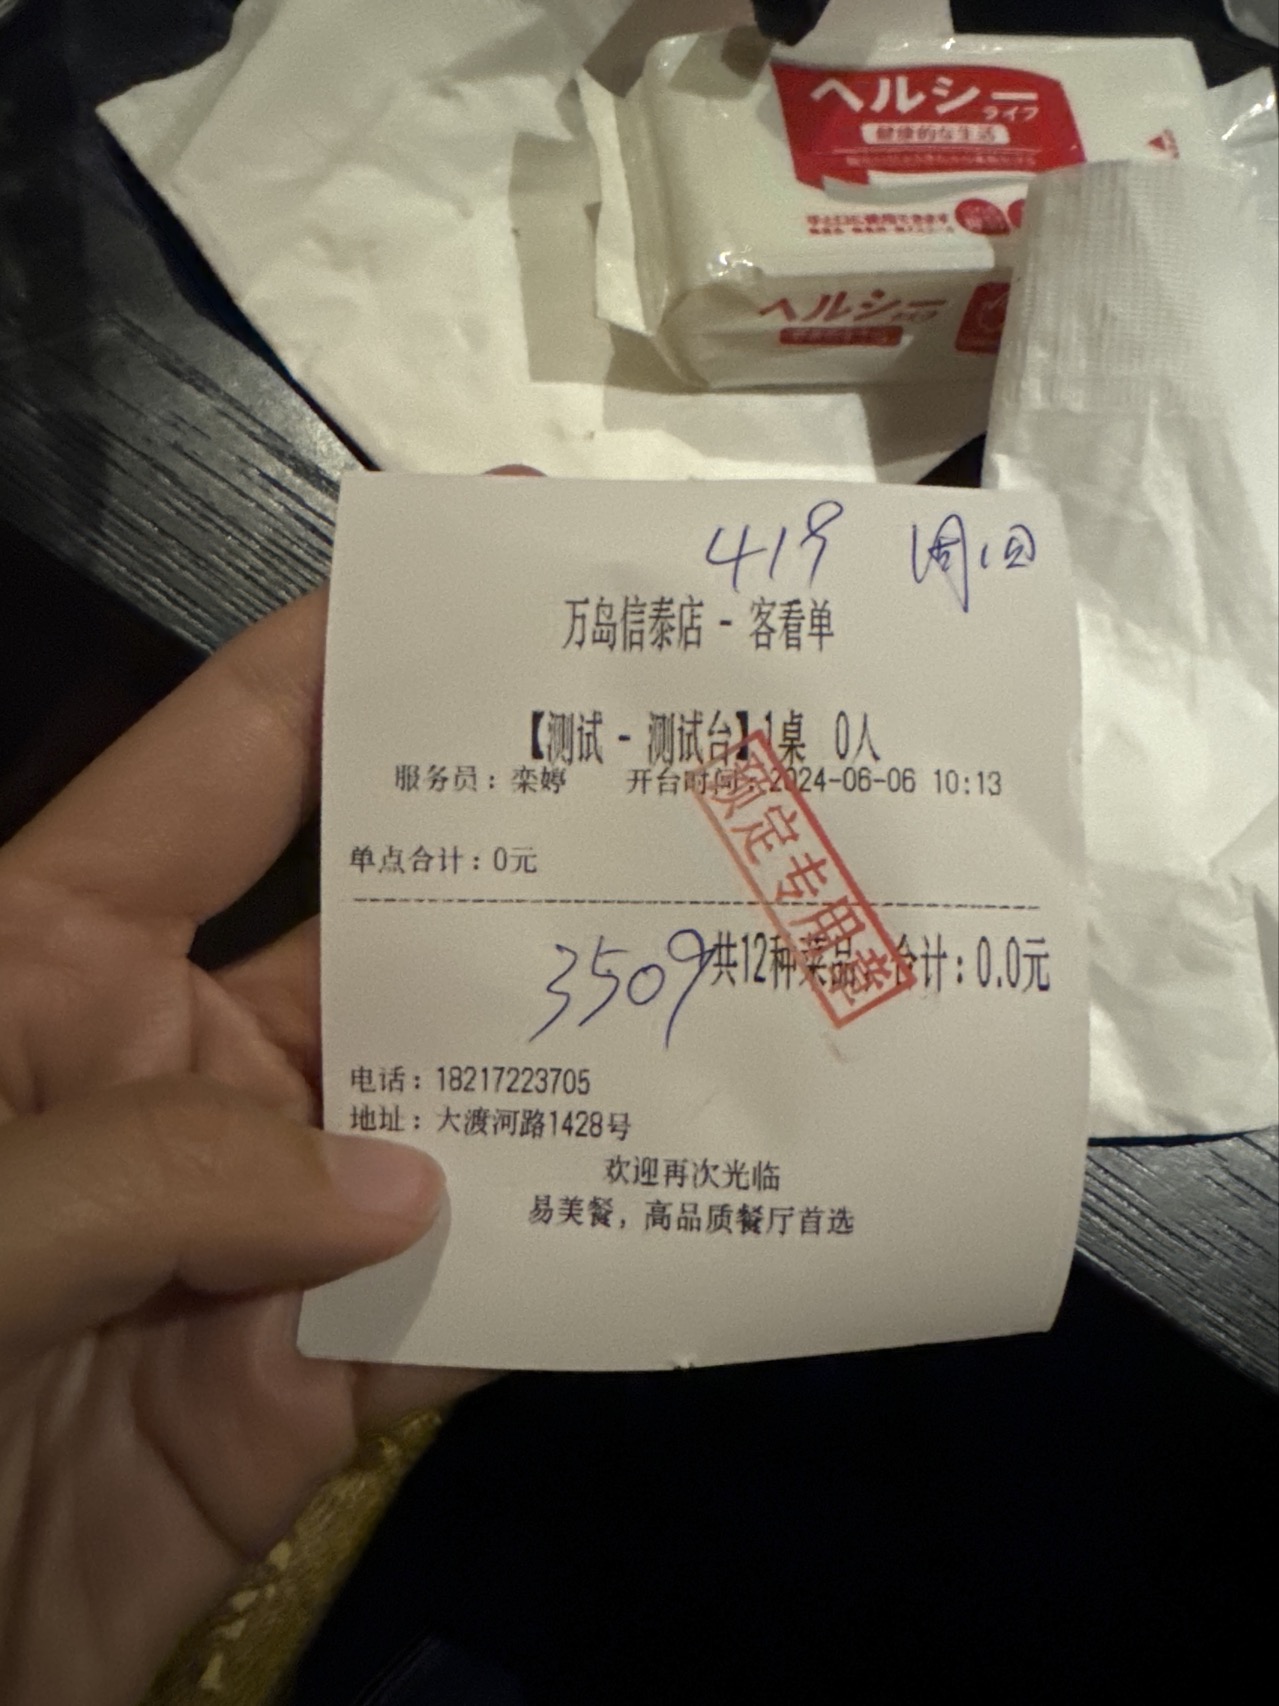 ヘルシー
ライフ
健康的な生活
ヘルシー
419
万岛信泰店 - 客看单
【测试 - 测试台】1桌 0人
服务员：栾婷 开台时间：2024-06-06 10:13
预定专用章
单点合计：0元
3509
共12种菜品 合计：0.0元
电话：18217223705
地址：大渡河路1428号
欢迎再次光临
易美餐，高品质餐厅首选